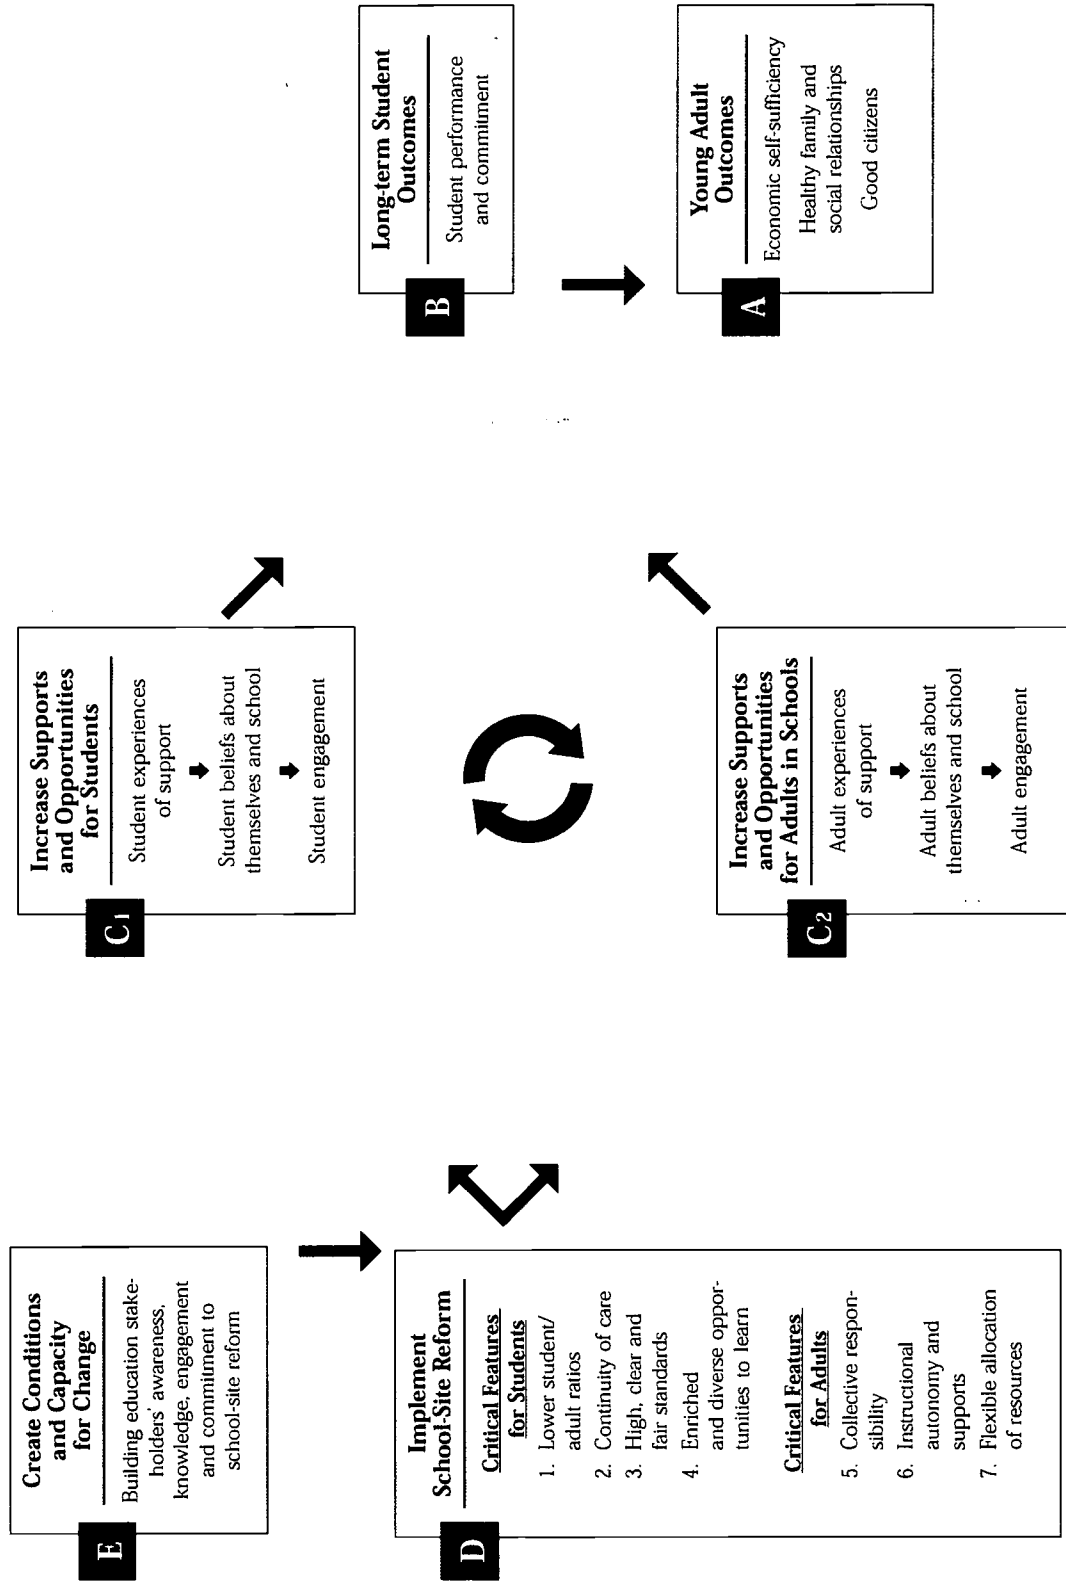 E
Create Conditions
and Capacity
for Change
Building education stake-
holders' awareness,
knowledge, engagement
and commitment to
school-site reform
D
Implement
School-Site Reform
Critical Features
for Students
1. Lower student/
adult ratios
2. Continuity of care
3. High, clear and
fair standards
4. Enriched
and diverse oppor-
tunities to learn
Critical Features
for Adults
5. Collective respon-
sibility
6. Instructional
autonomy and
supports
7. Flexible allocation
of resources
C1
Increase Supports
and Opportunities
for Students
Student experiences
of support
Student beliefs about
themselves and school
Student engagement
C2
Increase Supports
and Opportunities
for Adults in Schools
Adult experiences
of support
Adult beliefs about
themselves and school
Adult engagement
B
Long-term Student
Outcomes
Student performance
and commitment
A
Young Adult
Outcomes
Economic self-sufficiency
Healthy family and
social relationships
Good citizens